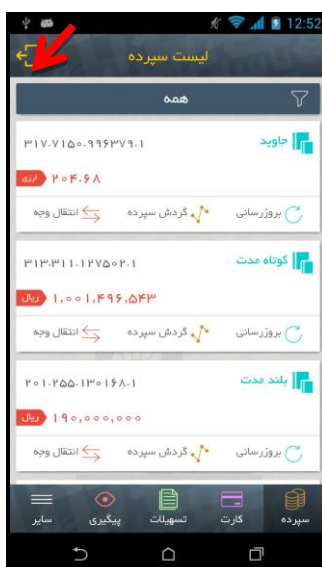 12:52
لیست سپرده
همه
جاوید
۳۱۷.۷۱۵۰.۹۹۶۳۷۹.۱
۲۰۴.۶۸ ارزی
بروزرسانی گردش سپرده انتقال وجه
کوتاه مدت
۳۱۳.۳۱۱.۱۲۷۵۰۲.۱
۱,۰۰۱,۴۹۶,۵۴۳ ریال
بروزرسانی گردش سپرده انتقال وجه
بلند مدت
۲۰۱.۲۵۵.۱۳۰۱۶۸.۱
۱۹۰,۰۰۰,۰۰۰ ریال
بروزرسانی گردش سپرده انتقال وجه
سپرده کارت تسهیلات پیگیری سایر